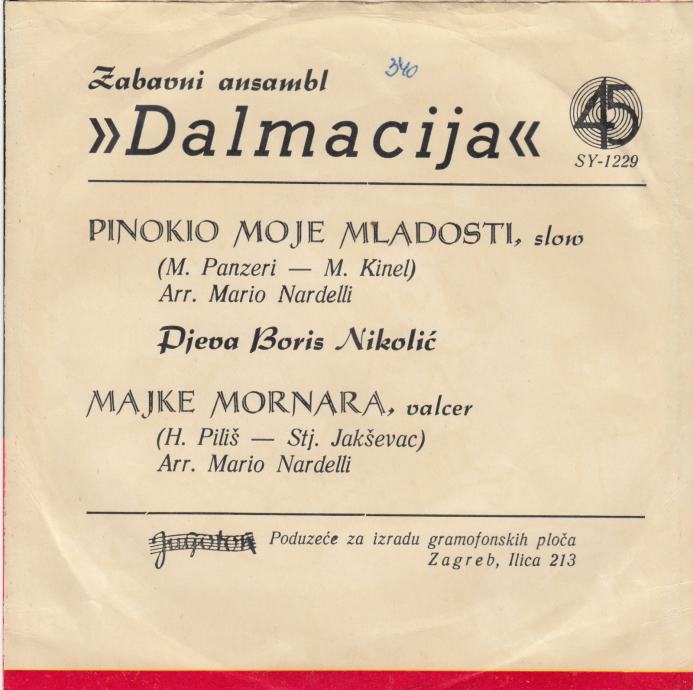 Zabavni ansambl
340
»Dalmacija«
45
SY-1229
PINOKIO MOJE MLADOSTI, slow
(M. Panzeri — M. Kinel)
Arr. Mario Nardelli
Pjeva Boris Nikolić
MAJKE MORNARA, valcer
(H. Piliš — Stj. Jakševac)
Arr. Mario Nardelli
jugoton Poduzeće za izradu gramofonskih ploča
Zagreb, Ilica 213